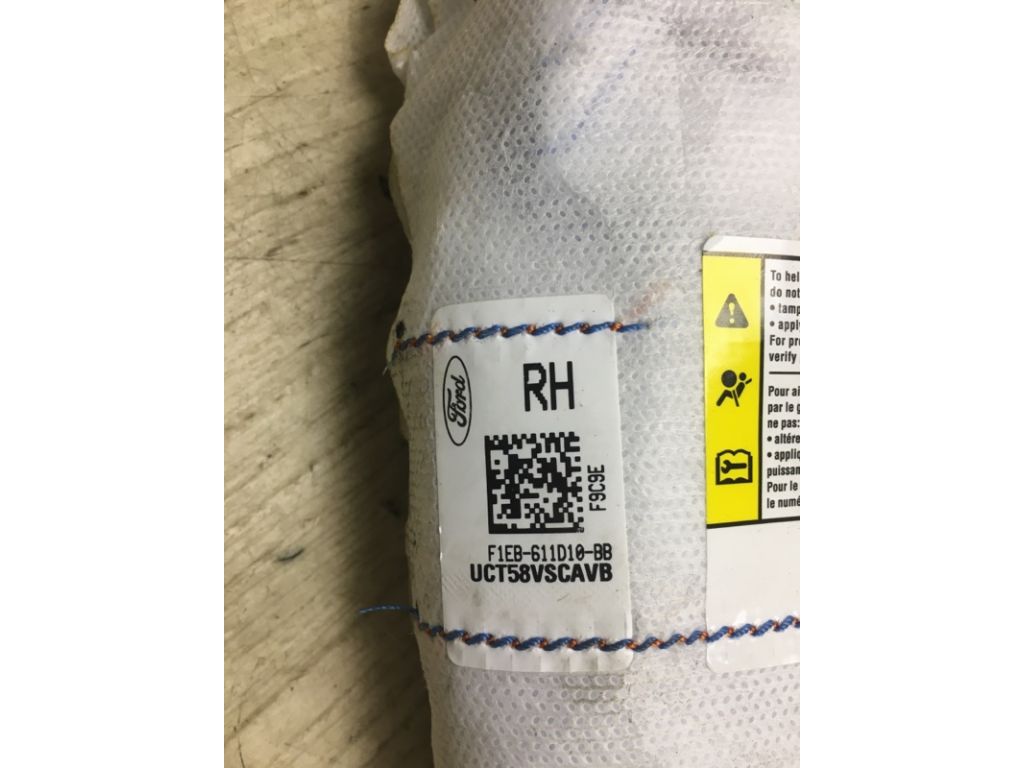 Ford
RH
F9C9E
F1EB-611D10-BB
UCT58VSCAVB
To hel
do not
• tamp
• apply
For pr
verify
Pour ai
par le g
ne pas:
• altére
• appliq
puissan
Pour le
le numé